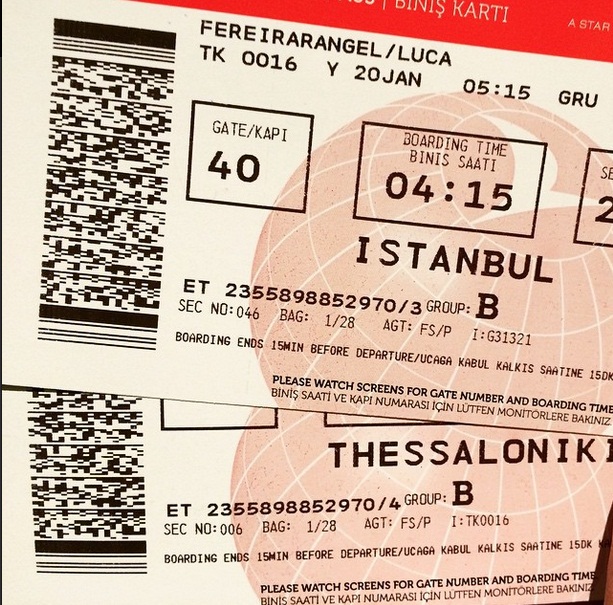 | BİNİŞ KARTI
A STAR
FEREIRARANGEL/LUCA
TK 0016 Y 20JAN 05:15 GRU
GATE/KAPI
40
BOARDING TIME
BINIS SAATI
04:15
SE
2
ISTANBUL
ET 2355898852970/3 GROUP: B
SEC NO:046 BAG: 1/28 AGT: FS/P I:G31321
BOARDING ENDS 15MIN BEFORE DEPARTURE/UCAGA KABUL KALKIS SAATINE 15DK
PLEASE WATCH SCREENS FOR GATE NUMBER AND BOARDING TIME
BİNİŞ SAATİ VE KAPI NUMARASI İÇİN LÜTFEN MONİTÖRLERE BAKINIZ
THESSALONIKI
ET 2355898852970/4 GROUP: B
SEC NO:006 BAG: 1/28 AGT: FS/P I:TK0016
BOARDING ENDS 15MIN BEFORE DEPARTURE/UCAGA KABUL KALKIS SAATINE 15DK
PLEASE WATCH SCREENS FOR GATE NUMBER AND BOARDING TIME
BİNİŞ SAATİ VE KAPI NUMARASI İÇİN LÜTFEN MONİTÖRLERE BAKINIZ